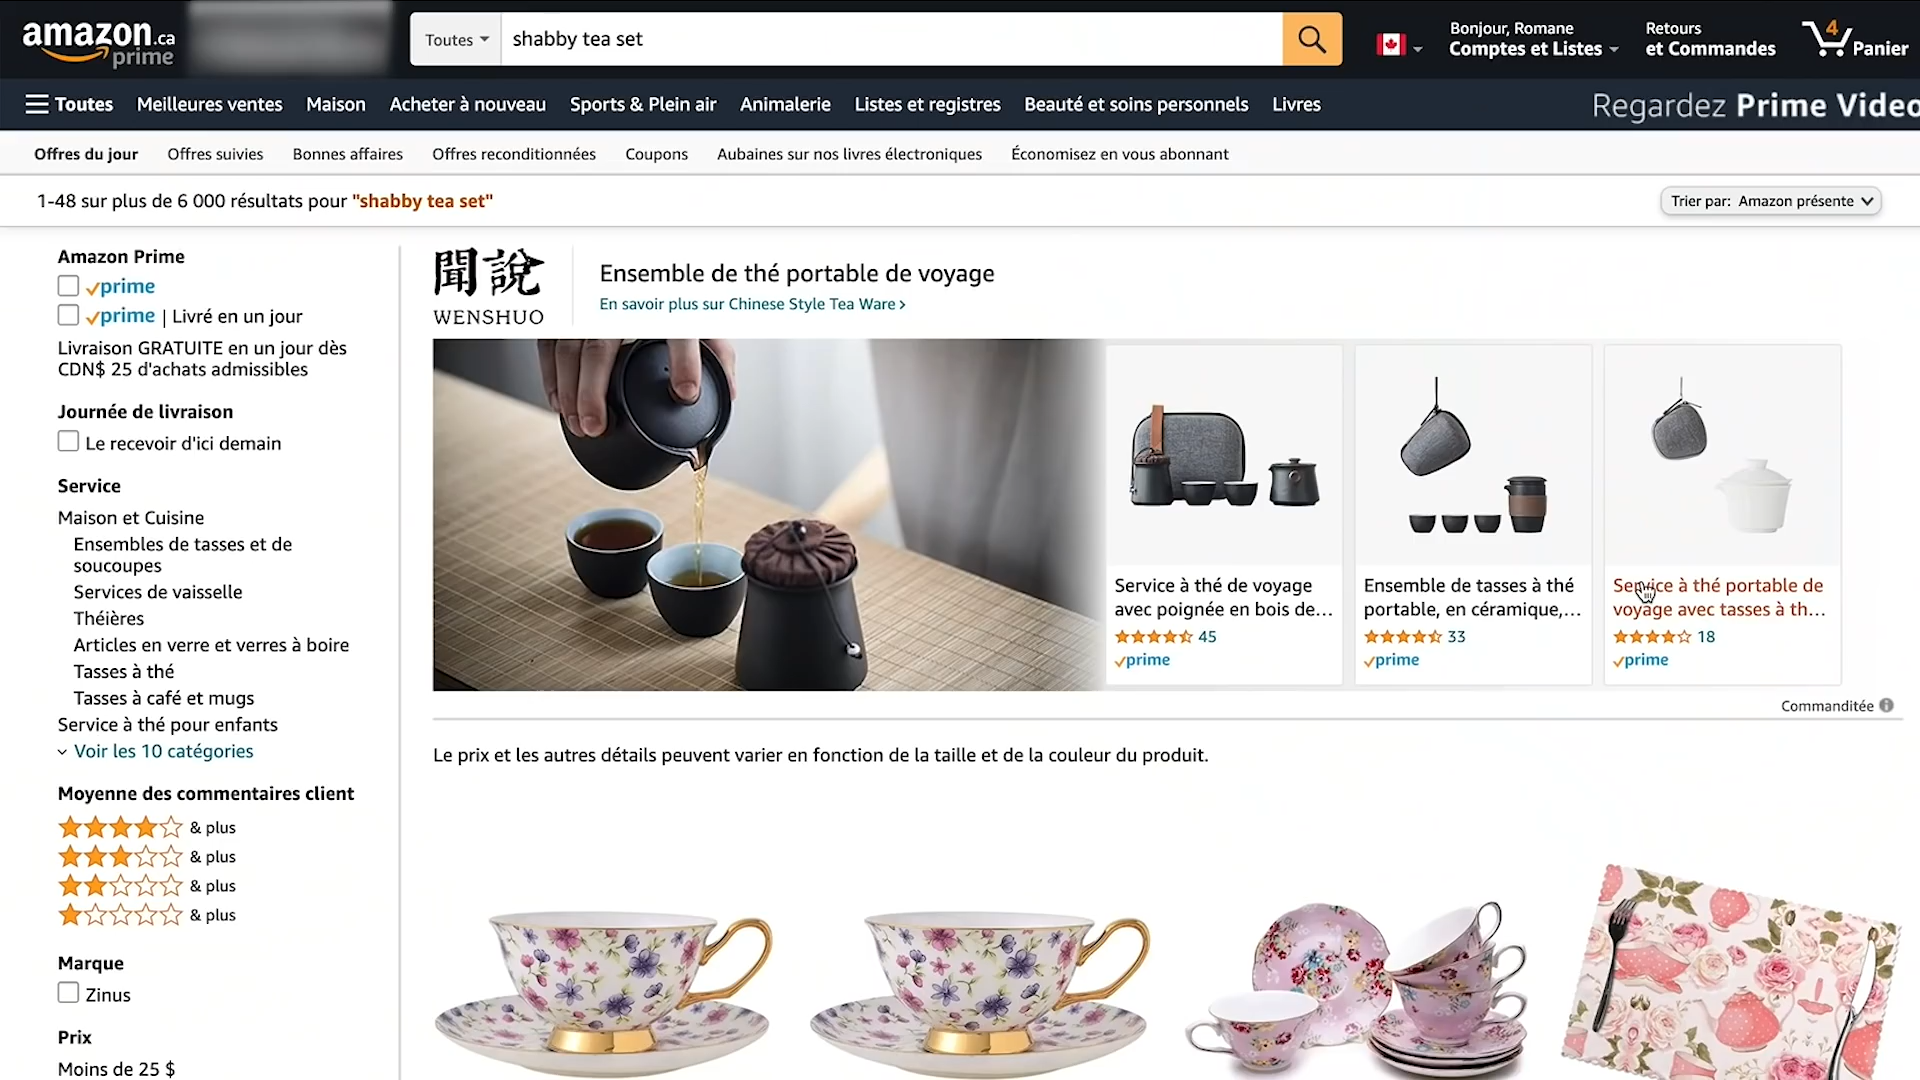 amazon.ca
prime
Toutes
shabby tea set
Bonjour, Romane
Comptes et Listes
Retours
et Commandes
4
Panier
Toutes
Meilleures ventes
Maison
Acheter à nouveau
Sports & Plein air
Animalerie
Listes et registres
Beauté et soins personnels
Livres
Regardez Prime Video
Offres du jour
Offres suivies
Bonnes affaires
Offres reconditionnées
Coupons
Aubaines sur nos livres électroniques
Économisez en vous abonnant
1-48 sur plus de 6 000 résultats pour "shabby tea set"
Trier par: Amazon présente
Amazon Prime
prime
prime | Livré en un jour
Livraison GRATUITE en un jour dès
CDN$ 25 d'achats admissibles
Journée de livraison
Le recevoir d'ici demain
Service
Maison et Cuisine
Ensembles de tasses et de
soucoupes
Services de vaisselle
Théières
Articles en verre et verres à boire
Tasses à thé
Tasses à café et mugs
Service à thé pour enfants
Voir les 10 catégories
Moyenne des commentaires client
& plus
& plus
& plus
& plus
Marque
Zinus
Prix
Moins de 25 $
聞説
WENSHUO
Ensemble de thé portable de voyage
En savoir plus sur Chinese Style Tea Ware ›
Service à thé de voyage
avec poignée en bois de...
45
prime
Ensemble de tasses à thé
portable, en céramique,...
33
prime
Service à thé portable de
voyage avec tasses à th...
18
prime
Commanditée
Le prix et les autres détails peuvent varier en fonction de la taille et de la couleur du produit.